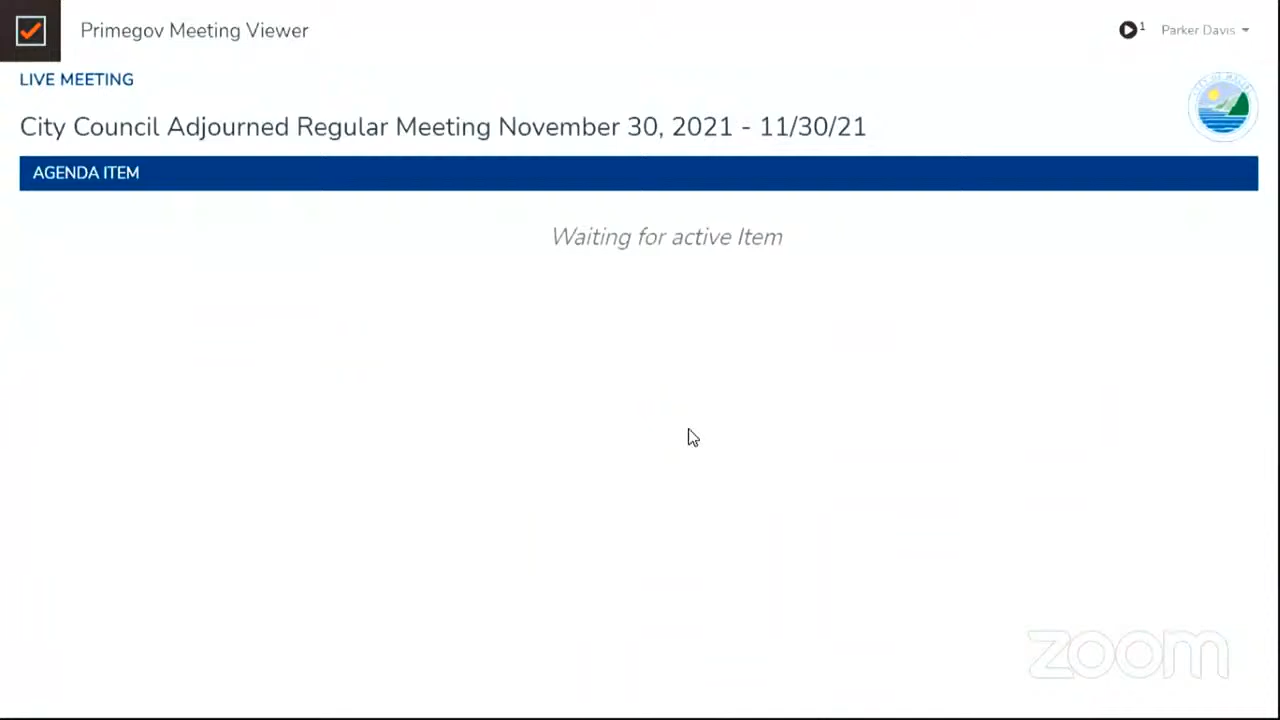 Primegov Meeting Viewer
1
Parker Davis
LIVE MEETING
City Council Adjourned Regular Meeting November 30, 2021 - 11/30/21
AGENDA ITEM
Waiting for active Item
zoom